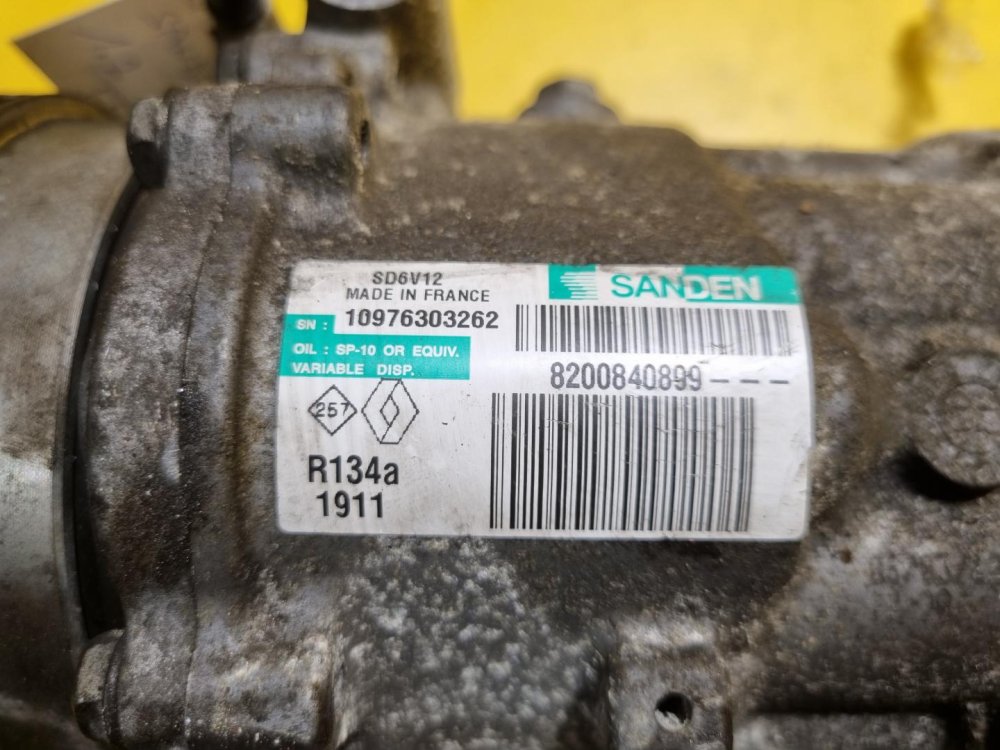 SD6V12
MADE IN FRANCE
SANDEN
SN : 10976303262
OIL : SP-10 OR EQUIV.
VARIABLE DISP.
8200840899---
257
R134a
1911